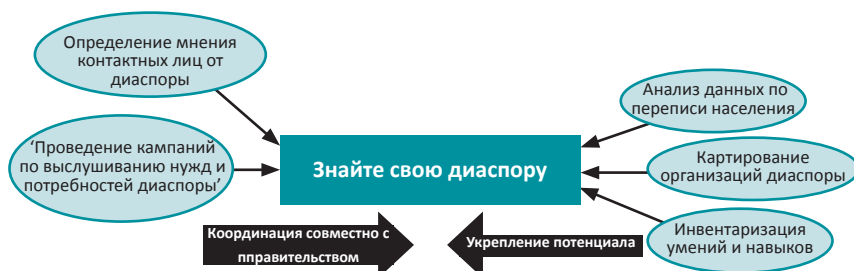 Определение мнения
контактных лиц от
диаспоры
‘Проведение кампаний
по выслушиванию нужд и
потребностей диаспоры’
Знайте свою диаспору
Анализ данных по
переписи населения
Картирование
организаций диаспоры
Инвентаризация
умений и навыков
Координация совместно с
пправительством
Укрепление потенциала